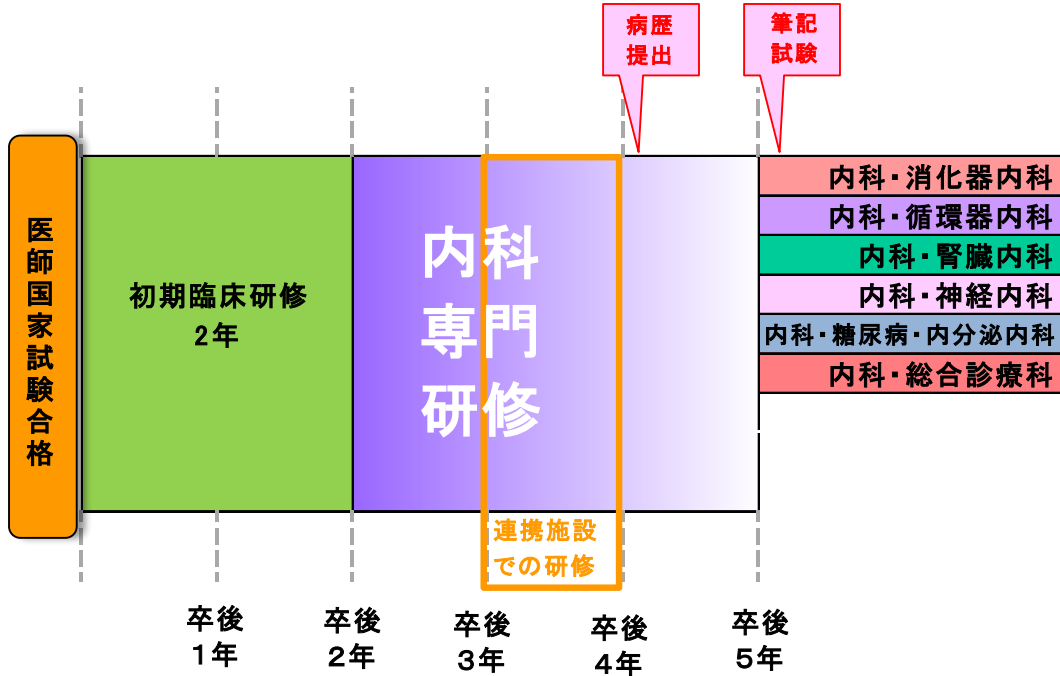 病歴
提出
筆記
試験
医師国家試験合格
初期臨床研修
2年
内科
専門
研修
連携施設
での研修
内科・消化器内科
内科・循環器内科
内科・腎臓内科
内科・神経内科
内科・糖尿病・内分泌内科
内科・総合診療科
卒後
1年
卒後
2年
卒後
3年
卒後
4年
卒後
5年